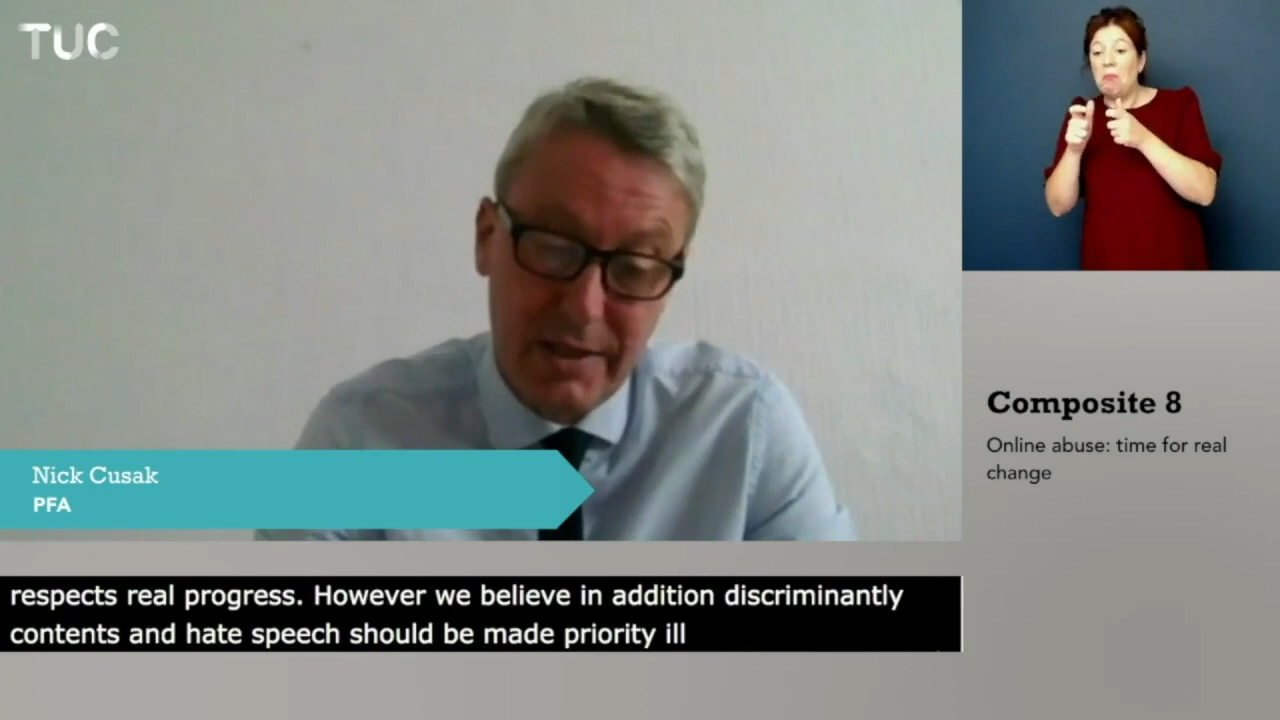 TUC
Nick Cusak
PFA
Composite 8
Online abuse: time for real
change
respects real progress. However we believe in addition discriminantly
contents and hate speech should be made priority ill